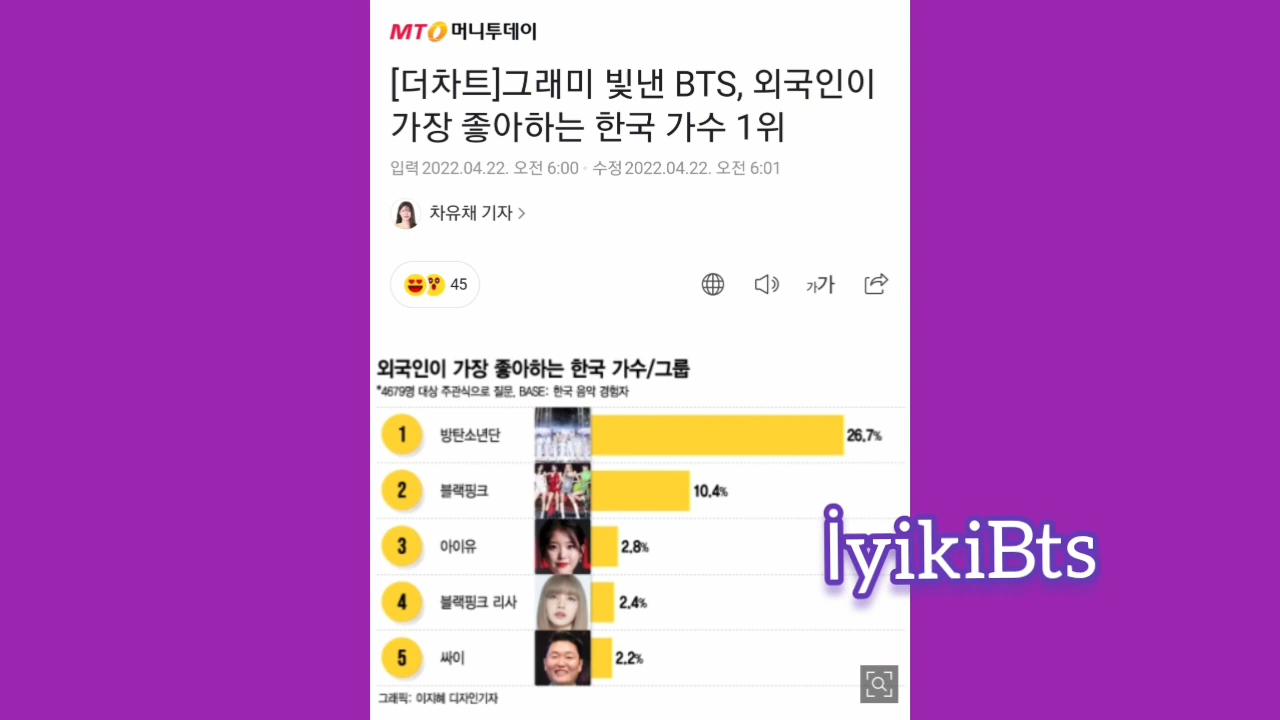 MTO 머니투데이
[더차트]그래미 빛낸 BTS, 외국인이
가장 좋아하는 한국 가수 1위
입력 2022.04.22. 오전 6:00 · 수정 2022.04.22. 오전 6:01
차유채 기자 >
45
가가
외국인이 가장 좋아하는 한국 가수/그룹
*4679명 대상 주관식으로 질문, BASE: 한국 음악 경험자
1 방탄소년단 26.7%
2 블랙핑크 10.4%
3 아이유 2.8%
4 블랙핑크 리사 2.4%
5 싸이 2.2%
그래픽: 이지혜 디자인기자
İyikiBts